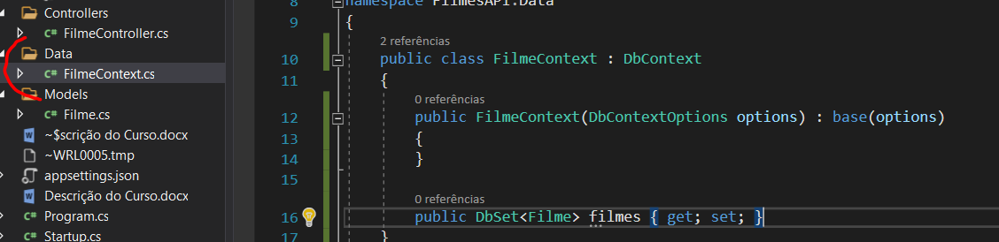 Controllers
C# FilmeController.cs
Data
C# FilmeContext.cs
Models
C# Filme.cs
~$scrição do Curso.docx
~WRL0005.tmp
appsettings.json
Descrição do Curso.docx
C# Program.cs
C# Startup.cs
8 namespace FilmesAPI.Data
9 {
2 referências
10 public class FilmeContext : DbContext
11 {
0 referências
12 public FilmeContext(DbContextOptions options) : base(options)
13 {
14 }
15
0 referências
16 public DbSet<Filme> filmes { get; set; }
17 }